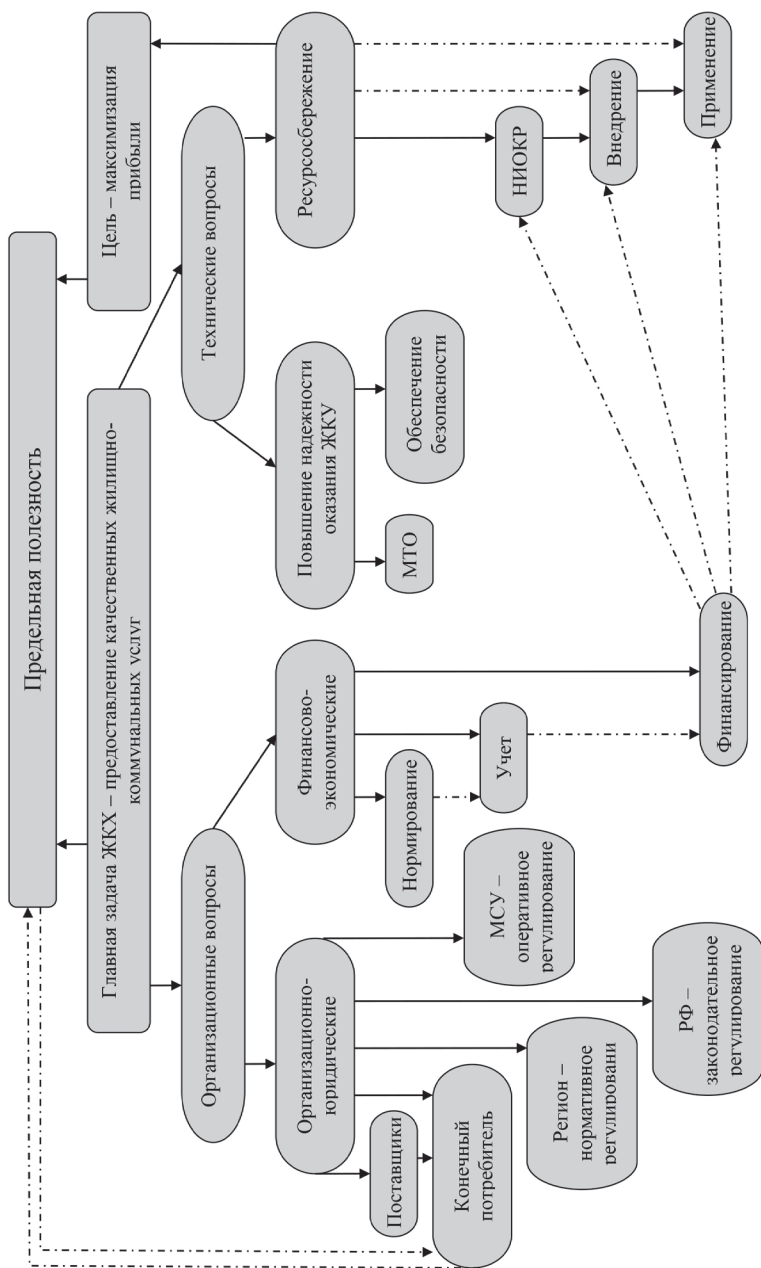 Предельная полезность
Главная задача ЖКХ – предоставление качественных жилищно-
коммунальных услуг
Цель – максимизация
прибыли
Организационные вопросы
Технические вопросы
Организационно-
юридические
Финансово-
экономические
Повышение надежности
оказания ЖКУ
Ресурсосбережение
Поставщики
Конечный
потребитель
Регион –
нормативное
регулировани
РФ –
законодательное
регулирование
МСУ –
оперативное
регулирование
Нормирование
Учет
Финансирование
МТО
Обеспечение
безопасности
НИОКР
Внедрение
Применение